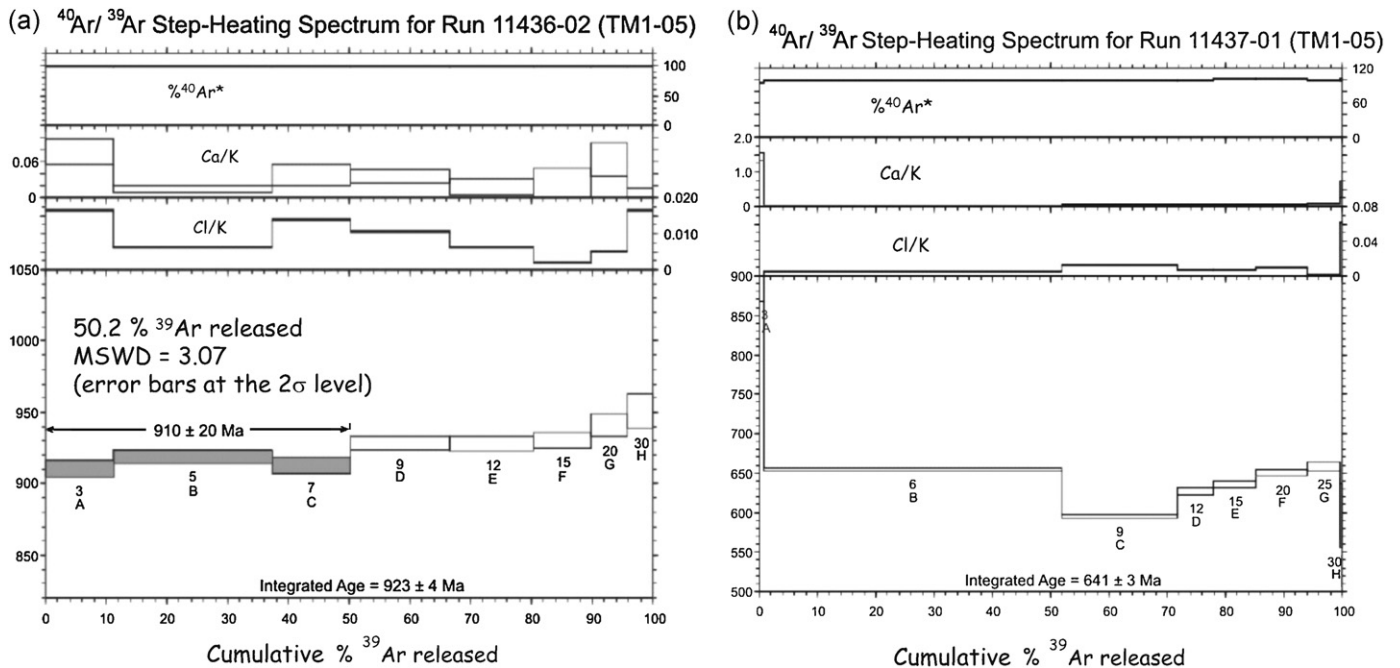 (a) ⁴⁰Ar/ ³⁹Ar Step-Heating Spectrum for Run 11436-02 (TM1-05)
100
%⁴⁰Ar*
50
0
Ca/K
0.06
0
0.020
Cl/K
0.010
0
1050
50.2 % ³⁹Ar released
1000
MSWD = 3.07
(error bars at the 2σ level)
950
910 ± 20 Ma
900
3
A
5
B
7
C
9
D
12
E
15
F
20
G
30
H
850
Integrated Age = 923 ± 4 Ma
0 10 20 30 40 50 60 70 80 90 100
Cumulative % ³⁹Ar released
(b) ⁴⁰Ar/ ³⁹Ar Step-Heating Spectrum for Run 11437-01 (TM1-05)
120
%⁴⁰Ar*
60
0
2.0
Ca/K
1.0
0
0.08
Cl/K
0.04
0
900
3
A
850
800
750
700
650
600
550
500
6
B
9
C
12
D
15
E
20
F
25
G
30
H
Integrated Age = 641 ± 3 Ma
0 10 20 30 40 50 60 70 80 90 100
Cumulative % ³⁹Ar released